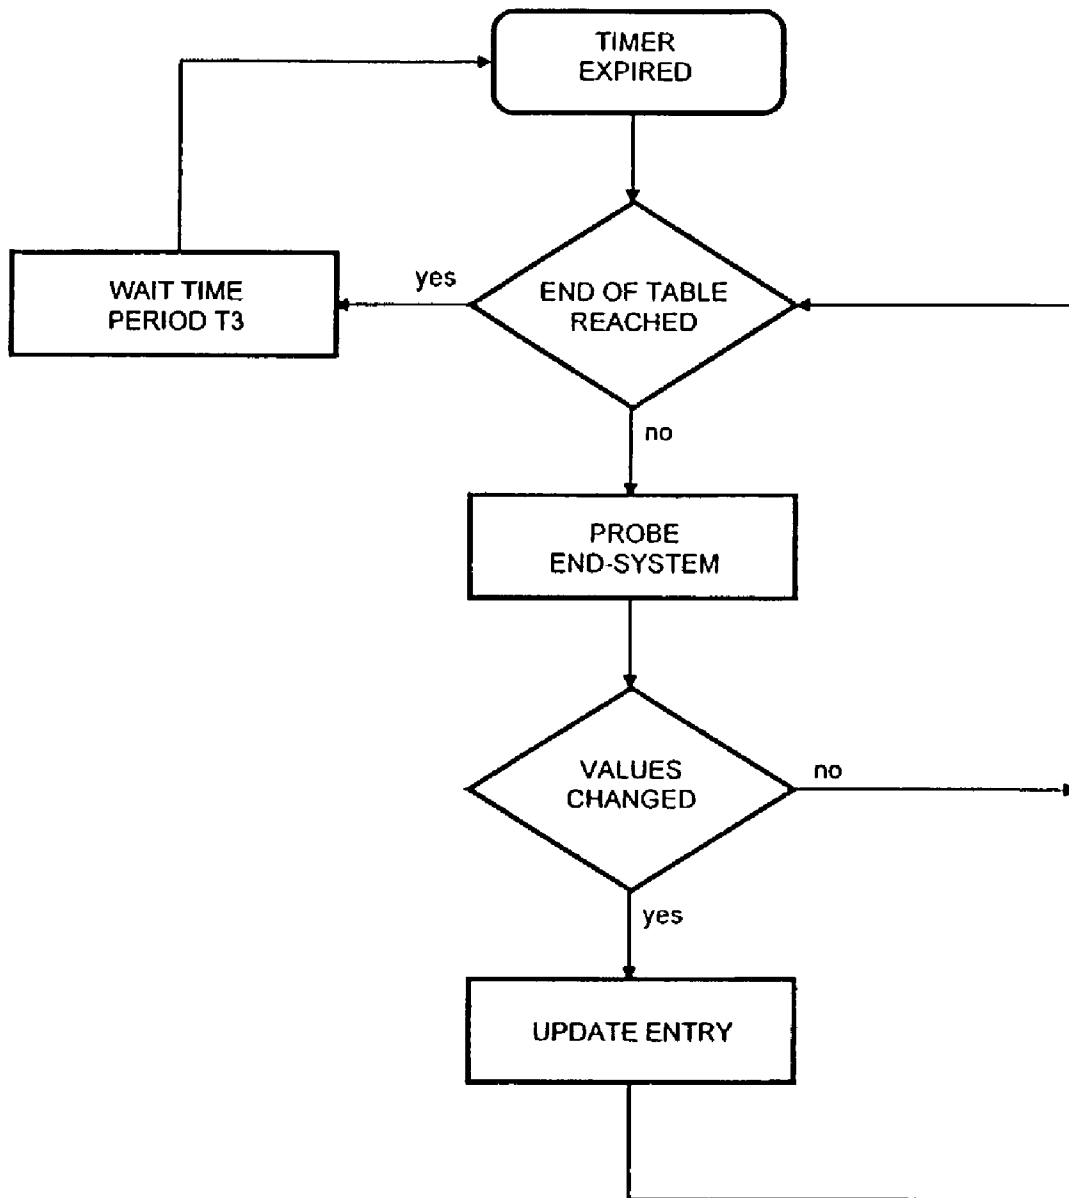 TIMER
EXPIRED
yes
WAIT TIME
PERIOD T3
END OF TABLE
REACHED
no
PROBE
END-SYSTEM
VALUES
CHANGED
no
yes
UPDATE ENTRY